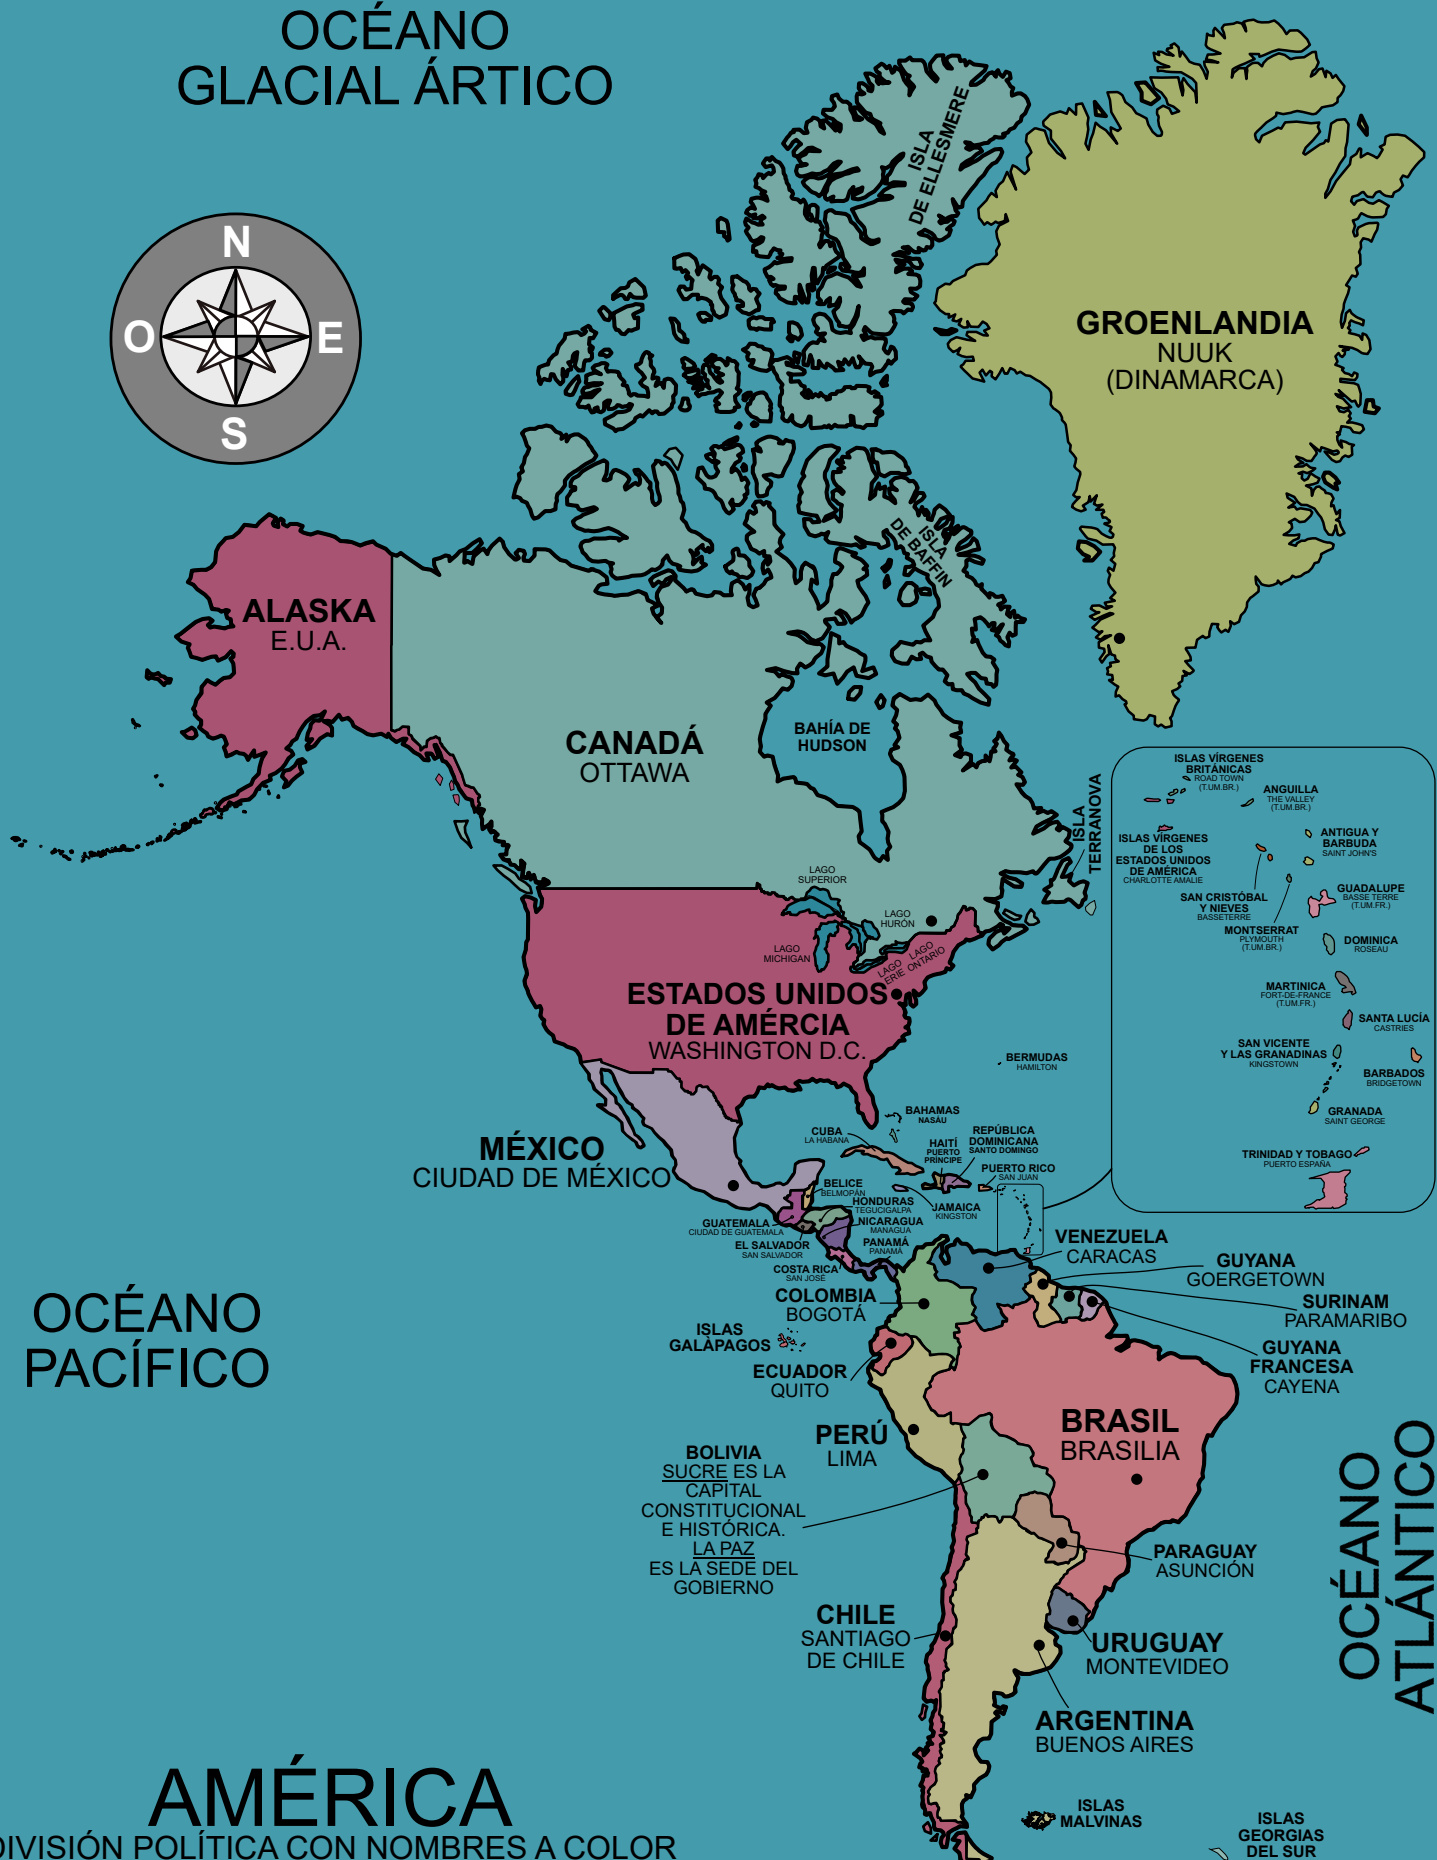 OCÉANO
GLACIAL ÁRTICO
N
O
E
S
ISLA
DE ELLESMERE
GROENLANDIA
NUUK
(DINAMARCA)
ISLA
DE BAFFIN
ALASKA
E.U.A.
CANADÁ
OTTAWA
BAHÍA DE
HUDSON
ISLA
TERRANOVA
LAGO
SUPERIOR
LAGO
HURÓN
LAGO
MICHIGAN
LAGO
ERIE
LAGO
ONTARIO
ESTADOS UNIDOS
DE AMÉRCIA
WASHINGTON D.C.
ISLAS VÍRGENES
BRITÁNICAS
ROAD TOWN
(T.UM.BR.)
ANGUILLA
THE VALLEY
(T.UM.BR.)
ISLAS VÍRGENES
DE LOS
ESTADOS UNIDOS
DE AMÉRICA
CHARLOTTE AMALIE
ANTIGUA Y
BARBUDA
SAINT JOHN'S
SAN CRISTÓBAL
Y NIEVES
BASSETERRE
GUADALUPE
BASSE TERRE
(T.UM.FR.)
MONTSERRAT
PLYMOUTH
(T.UM.BR.)
DOMINICA
ROSEAU
MARTINICA
FORT-DE-FRANCE
(T.UM.FR.)
SANTA LUCÍA
CASTRIES
SAN VICENTE
Y LAS GRANADINAS
KINGSTOWN
BARBADOS
BRIDGETOWN
GRANADA
SAINT GEORGE
TRINIDAD Y TOBAGO
PUERTO ESPAÑA
BERMUDAS
HAMILTON
BAHAMAS
NASÁU
CUBA
LA HABANA
HAITÍ
PUERTO
PRÍNCIPE
REPÚBLICA
DOMINICANA
SANTO DOMINGO
PUERTO RICO
SAN JUAN
JAMAICA
KINGSTON
MÉXICO
CIUDAD DE MÉXICO
BELICE
BELMOPÁN
HONDURAS
TEGUCIGALPA
GUATEMALA
CIUDAD DE GUATEMALA
NICARAGUA
MANAGUA
EL SALVADOR
SAN SALVADOR
PANAMÁ
PANAMÁ
COSTA RICA
SAN JOSÉ
VENEZUELA
CARACAS
GUYANA
GOERGETOWN
COLOMBIA
BOGOTÁ
SURINAM
PARAMARIBO
GUYANA
FRANCESA
CAYENA
OCÉANO
PACÍFICO
ISLAS
GALÁPAGOS
ECUADOR
QUITO
PERÚ
LIMA
BRASIL
BRASILIA
BOLIVIA
SUCRE ES LA
CAPITAL
CONSTITUCIONAL
E HISTÓRICA.
LA PAZ
ES LA SEDE DEL
GOBIERNO
PARAGUAY
ASUNCIÓN
OCÉANO
ATLÁNTICO
CHILE
SANTIAGO
DE CHILE
URUGUAY
MONTEVIDEO
ARGENTINA
BUENOS AIRES
AMÉRICA
DIVISIÓN POLÍTICA CON NOMBRES A COLOR
ISLAS
MALVINAS
ISLAS
GEORGIAS
DEL SUR